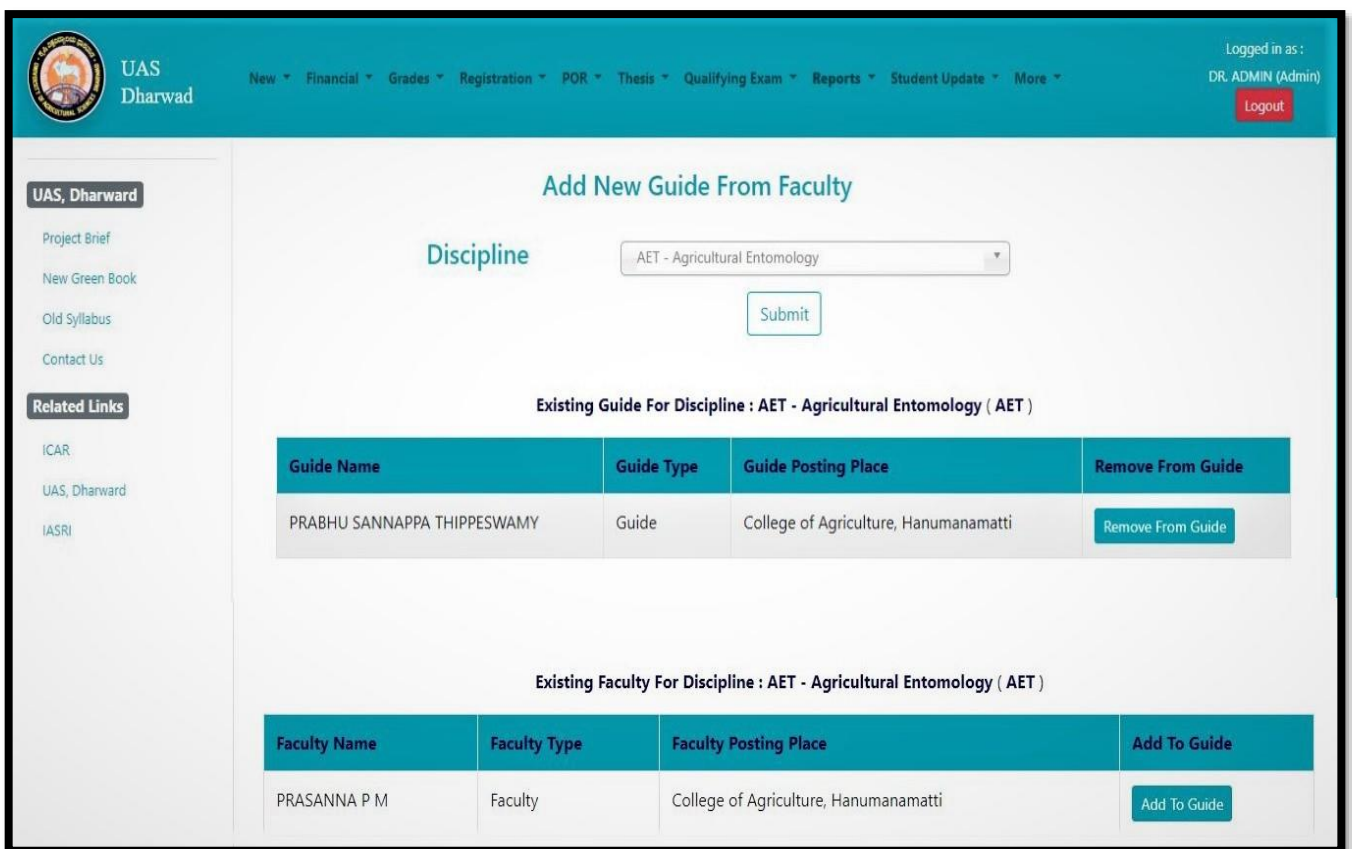 UAS
Dharwad
New Financial Grades Registration POR Thesis Qualifying Exam Reports Student Update More
Logged in as :
DR. ADMIN (Admin)
Logout
UAS, Dharward
Project Brief
New Green Book
Old Syllabus
Contact Us
Related Links
ICAR
UAS, Dharward
IASRI
Add New Guide From Faculty
Discipline AET - Agricultural Entomology
Submit
Existing Guide For Discipline : AET - Agricultural Entomology ( AET )
Guide Name Guide Type Guide Posting Place Remove From Guide
PRABHU SANNAPPA THIPPESWAMY Guide College of Agriculture, Hanumanamatti Remove From Guide
Existing Faculty For Discipline : AET - Agricultural Entomology ( AET )
Faculty Name Faculty Type Faculty Posting Place Add To Guide
PRASANNA P M Faculty College of Agriculture, Hanumanamatti Add To Guide